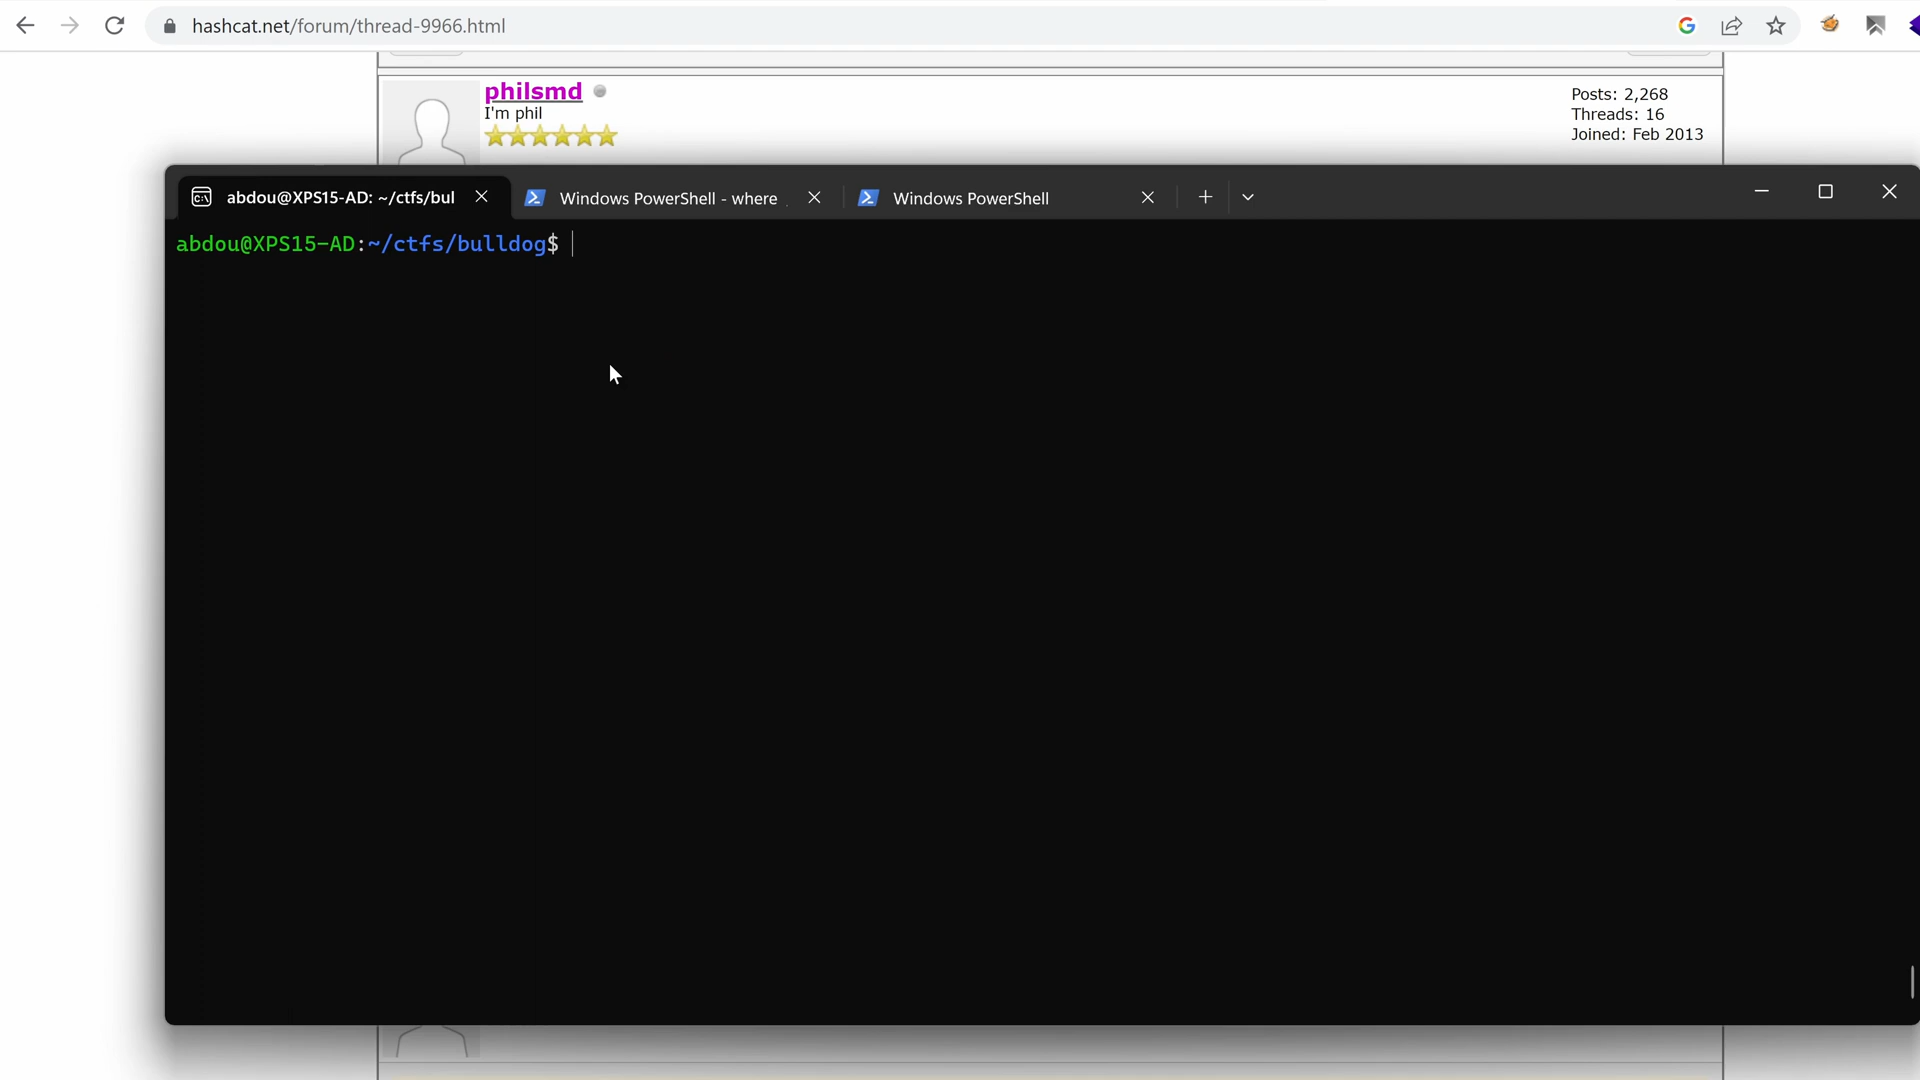 hashcat.net/forum/thread-9966.html
philsmd
I'm phil
Posts: 2,268
Threads: 16
Joined: Feb 2013
abdou@XPS15-AD: ~/ctfs/bul
Windows PowerShell - where
Windows PowerShell
abdou@XPS15-AD:~/ctfs/bulldog$